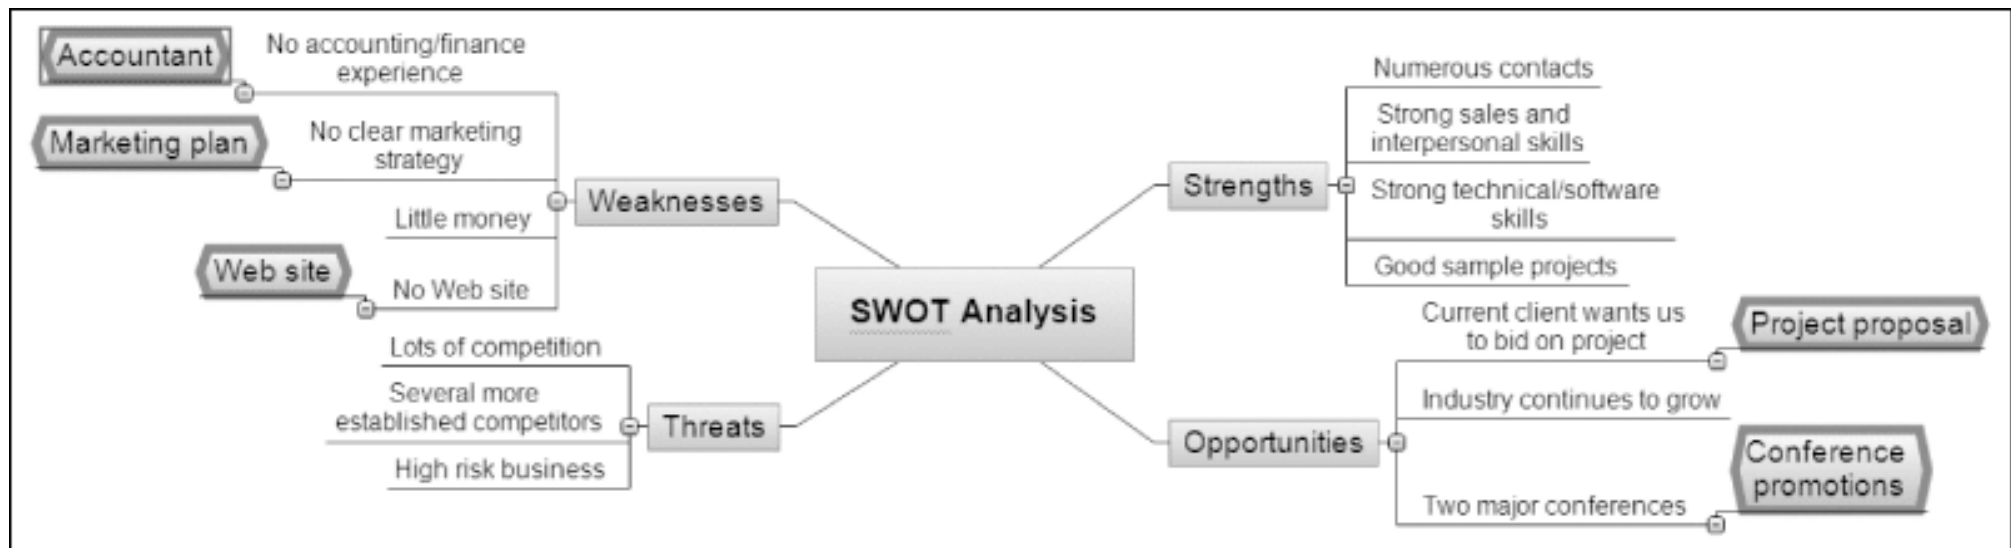 SWOT Analysis
Weaknesses
No accounting/finance
experience
Accountant
No clear marketing
strategy
Marketing plan
Little money
No Web site
Web site
Threats
Lots of competition
Several more
established competitors
High risk business
Strengths
Numerous contacts
Strong sales and
interpersonal skills
Strong technical/software
skills
Good sample projects
Opportunities
Current client wants us
to bid on project
Project proposal
Industry continues to grow
Two major conferences
Conference
promotions